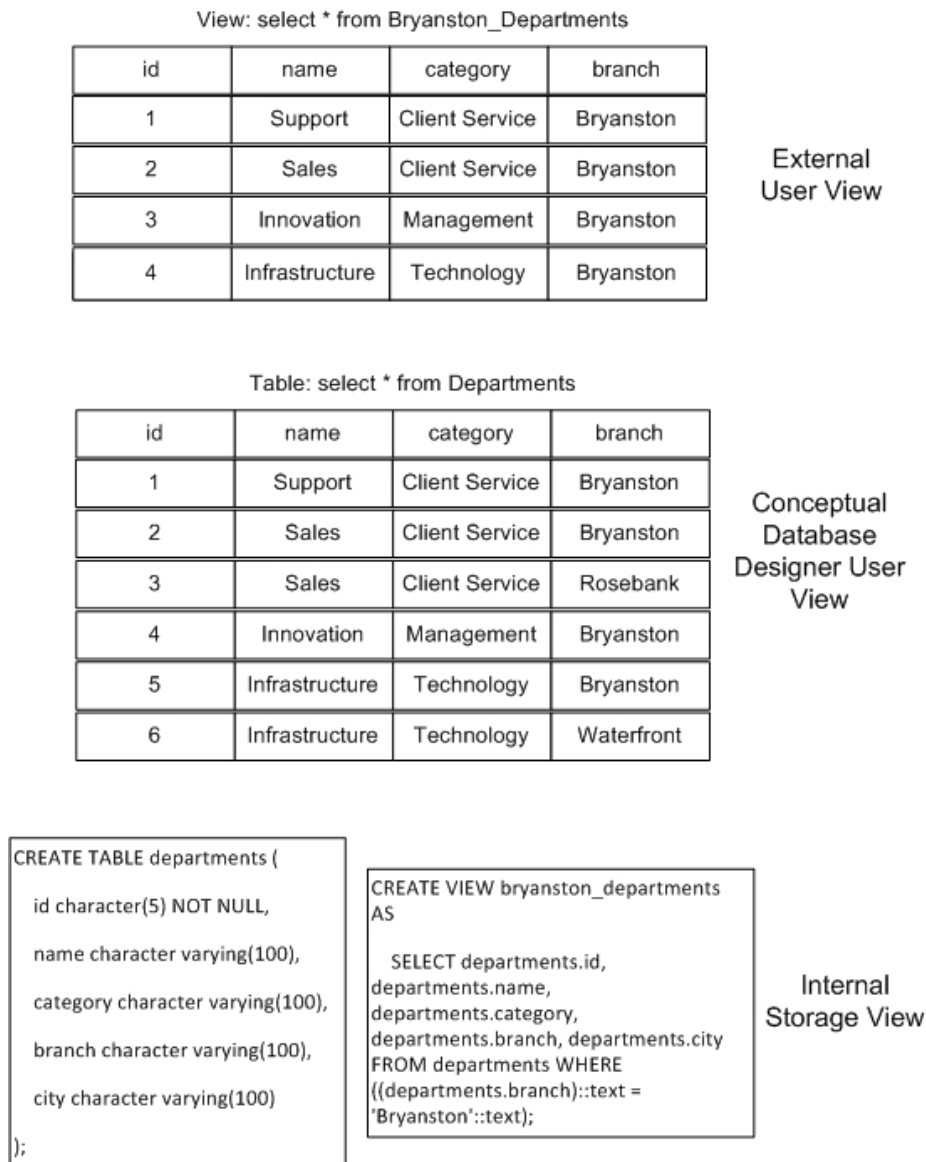 View: select * from Bryanston_Departments
id name category branch
1 Support Client Service Bryanston
2 Sales Client Service Bryanston
3 Innovation Management Bryanston
4 Infrastructure Technology Bryanston
External
User View
Table: select * from Departments
id name category branch
1 Support Client Service Bryanston
2 Sales Client Service Bryanston
3 Sales Client Service Rosebank
4 Innovation Management Bryanston
5 Infrastructure Technology Bryanston
6 Infrastructure Technology Waterfront
Conceptual
Database
Designer User
View
CREATE TABLE departments (
id character(5) NOT NULL,
name character varying(100),
category character varying(100),
branch character varying(100),
city character varying(100)
);
CREATE VIEW bryanston_departments
AS
SELECT departments.id,
departments.name,
departments.category,
departments.branch, departments.city
FROM departments WHERE
((departments.branch)::text =
'Bryanston'::text);
Internal
Storage View